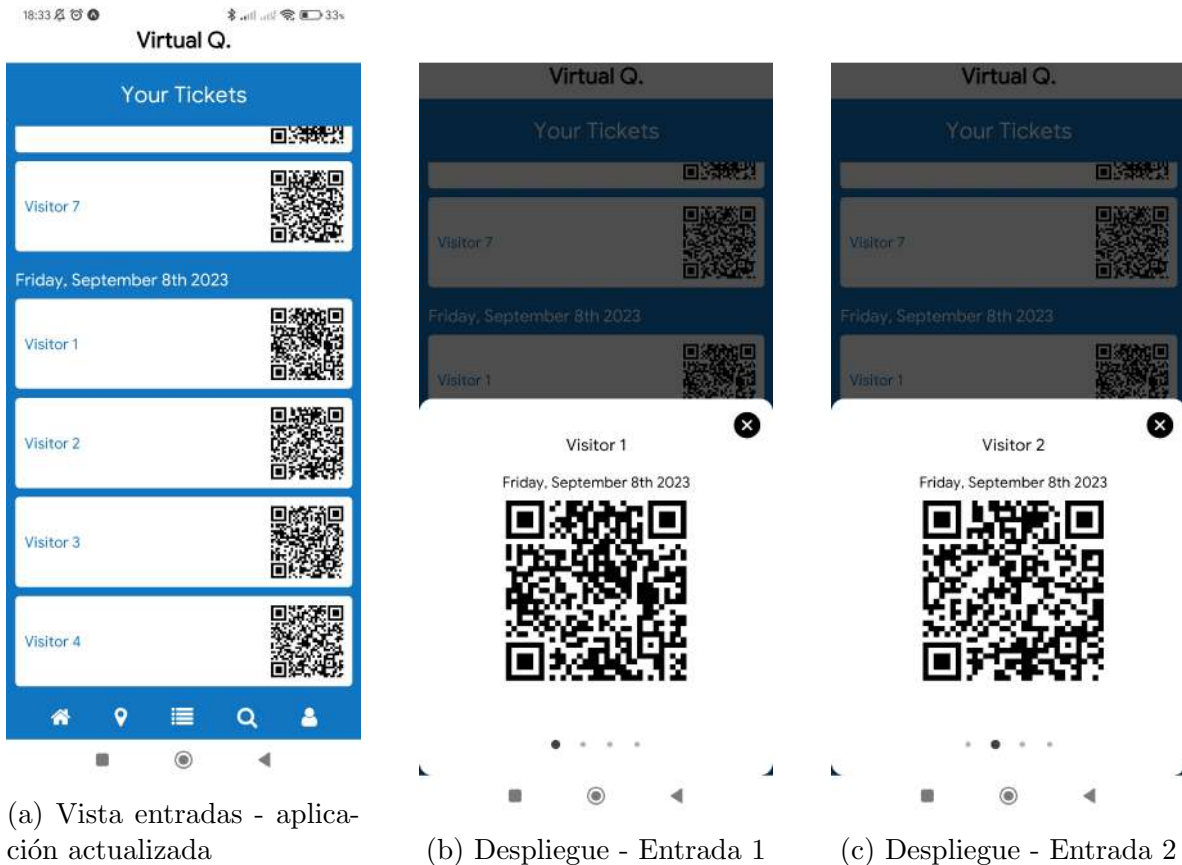 18:33 33%
Virtual Q.
Your Tickets
Visitor 7
Friday, September 8th 2023
Visitor 1
Visitor 2
Visitor 3
Visitor 4
(a) Vista entradas - aplica-
ción actualizada
Virtual Q.
Your Tickets
Visitor 7
Friday, September 8th 2023
Visitor 1
Visitor 1
Friday, September 8th 2023
(b) Despliegue - Entrada 1
Virtual Q.
Your Tickets
Visitor 7
Friday, September 8th 2023
Visitor 1
Visitor 2
Friday, September 8th 2023
(c) Despliegue - Entrada 2